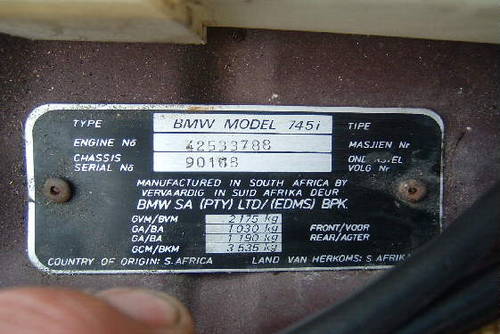 TYPE BMW MODEL 745i TIPE
ENGINE No 42533788 MASJIEN Nr
CHASSIS
SERIAL No 90188 VOLG Nr
MANUFACTURED IN SOUTH AFRICA BY
VERVAARDIG IN SUID AFRIKA DEUR
BMW SA (PTY) LTD/(EDMS) BPK.
GVM/BVM 2175 kg
GA/BA 1030 kg FRONT/VOOR
GA/BA 1190 kg REAR/AGTER
GCM/BKM 3535 kg
COUNTRY OF ORIGIN: S. AFRICA LAND VAN HERKOMS: S. AFRIKA